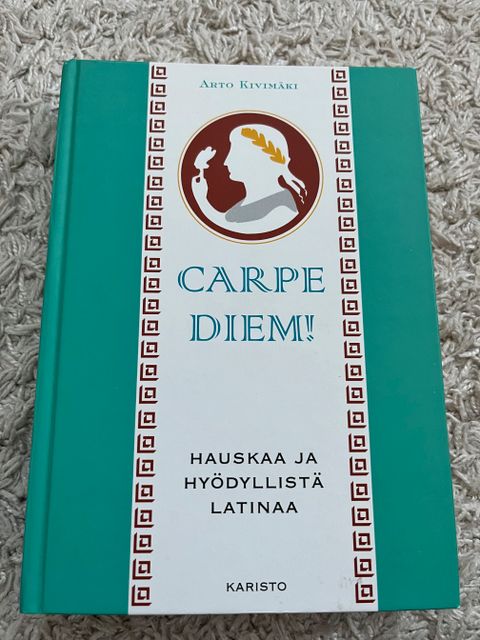 Arto Kivimäki
CARPE
DIEM!
HAUSKAA JA
HYÖDYLLISTÄ
LATINAA
KARISTO